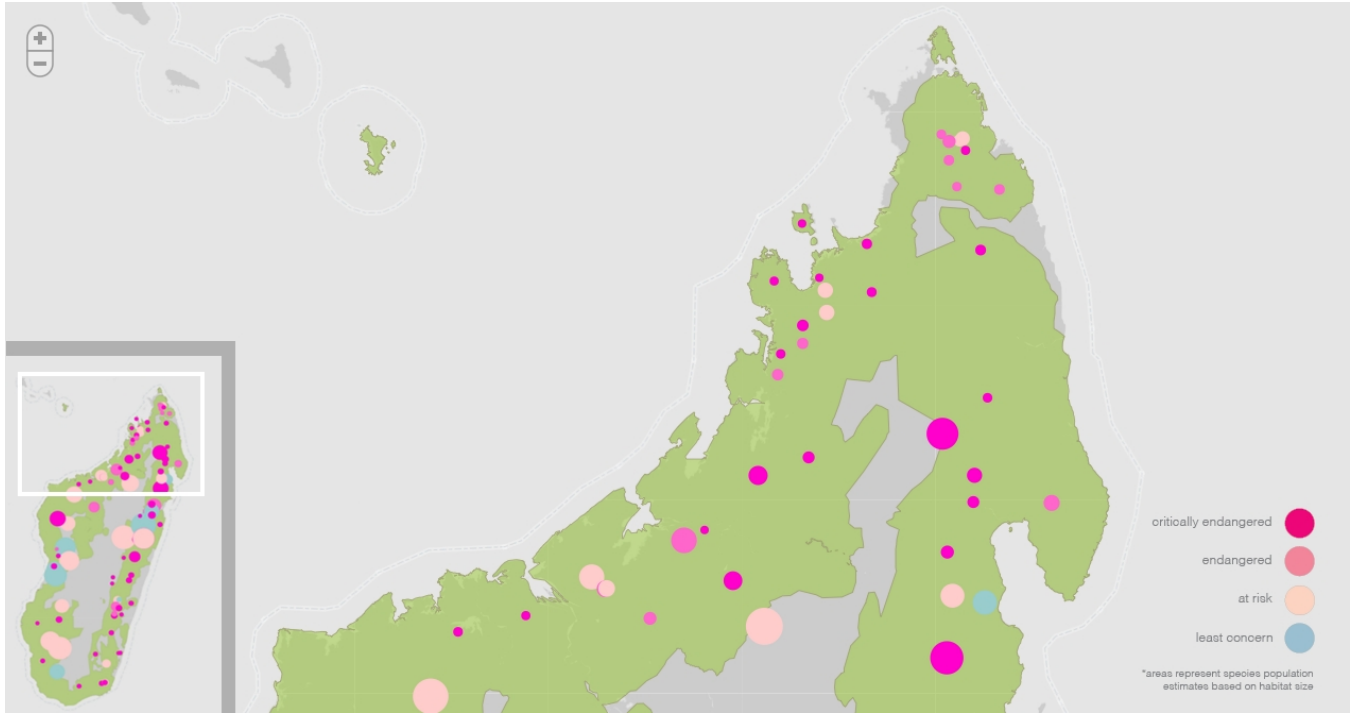 critically endangered
endangered
at risk
least concern
*areas represent species population
estimates based on habitat size